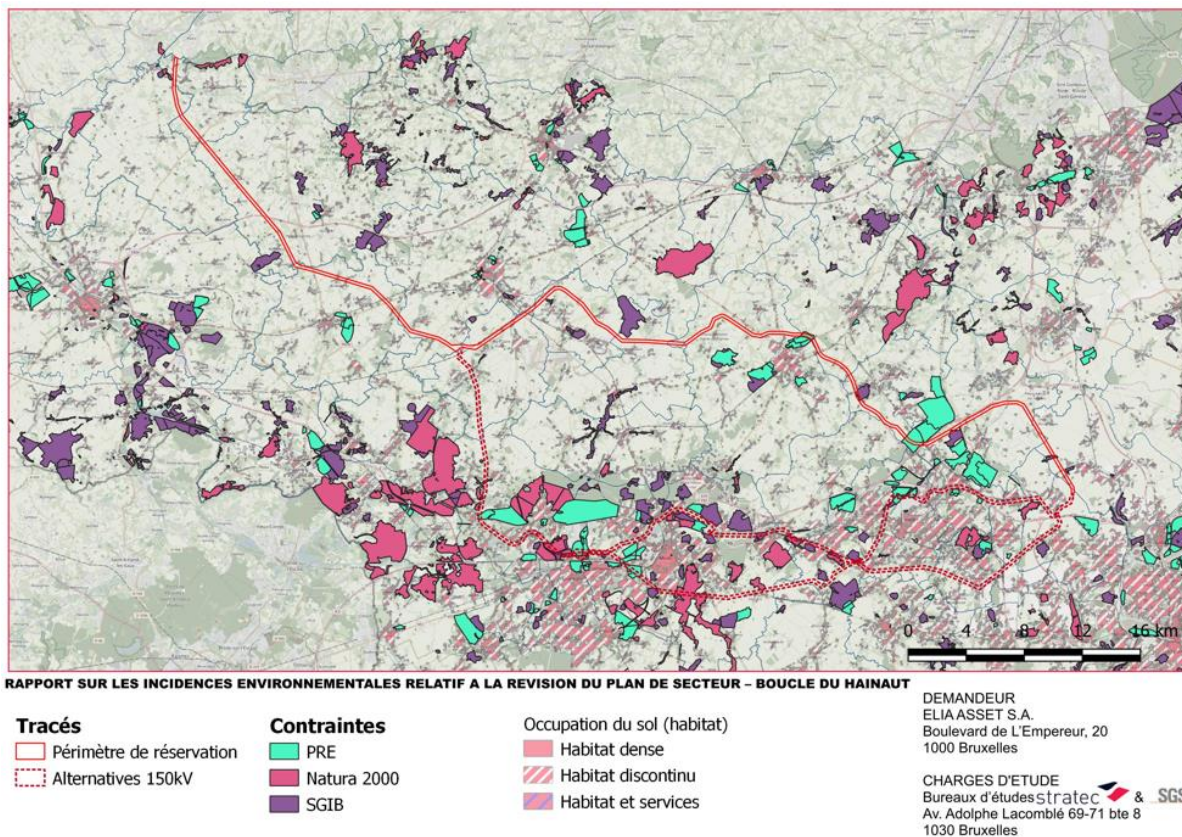 0 4 8 12 16 km
RAPPORT SUR LES INCIDENCES ENVIRONNEMENTALES RELATIF A LA REVISION DU PLAN DE SECTEUR – BOUCLE DU HAINAUT
Tracés
Périmètre de réservation
Alternatives 150kV
Contraintes
PRE
Natura 2000
SGIB
Occupation du sol (habitat)
Habitat dense
Habitat discontinu
Habitat et services
DEMANDEUR
ELIA ASSET S.A.
Boulevard de L'Empereur, 20
1000 Bruxelles
CHARGES D'ETUDE
Bureaux d'études stratec & SGS
Av. Adolphe Lacomblé 69-71 bte 8
1030 Bruxelles